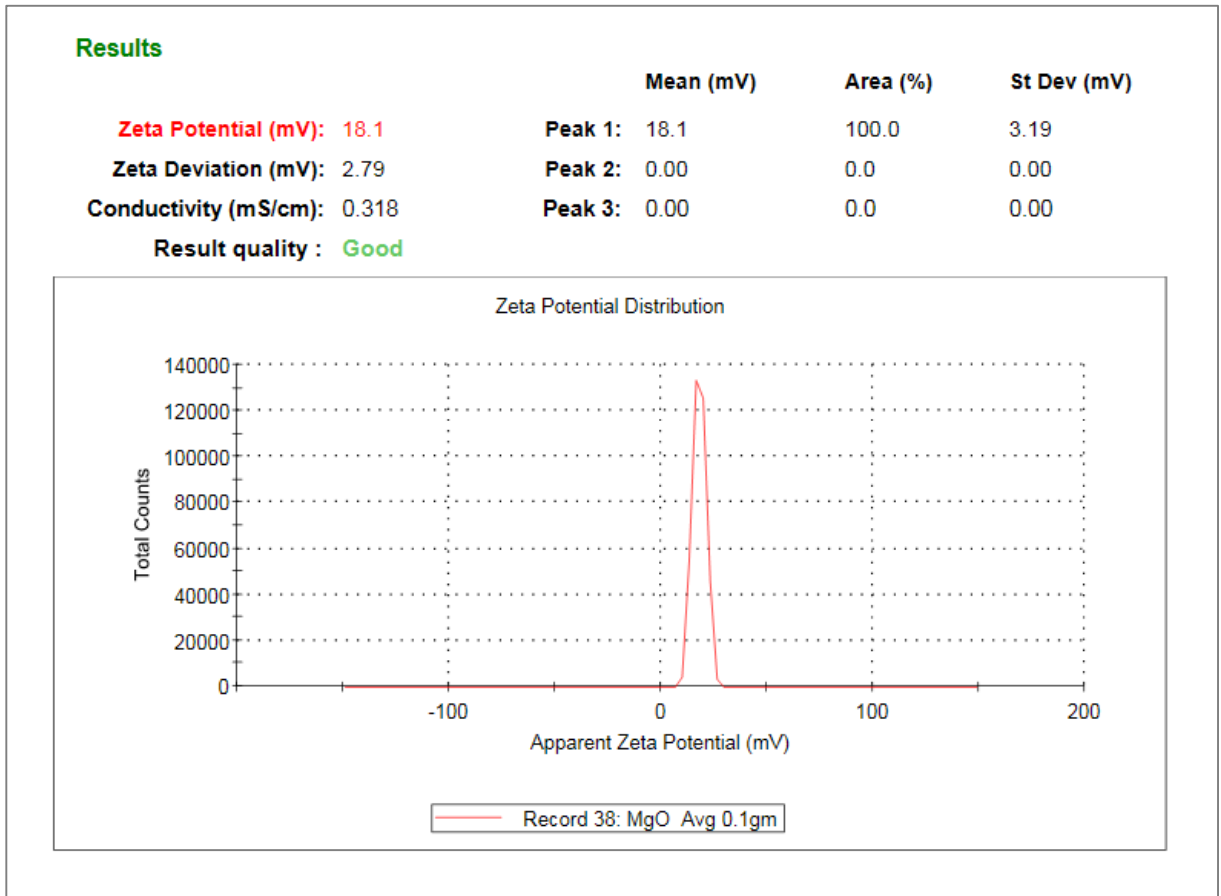 Results
Mean (mV) Area (%) St Dev (mV)
Zeta Potential (mV): 18.1 Peak 1: 18.1 100.0 3.19
Zeta Deviation (mV): 2.79 Peak 2: 0.00 0.0 0.00
Conductivity (mS/cm): 0.318 Peak 3: 0.00 0.0 0.00
Result quality : Good
Zeta Potential Distribution
140000
120000
100000
80000
60000
40000
20000
0
Total Counts
-100 0 100 200
Apparent Zeta Potential (mV)
Record 38: MgO Avg 0.1gm